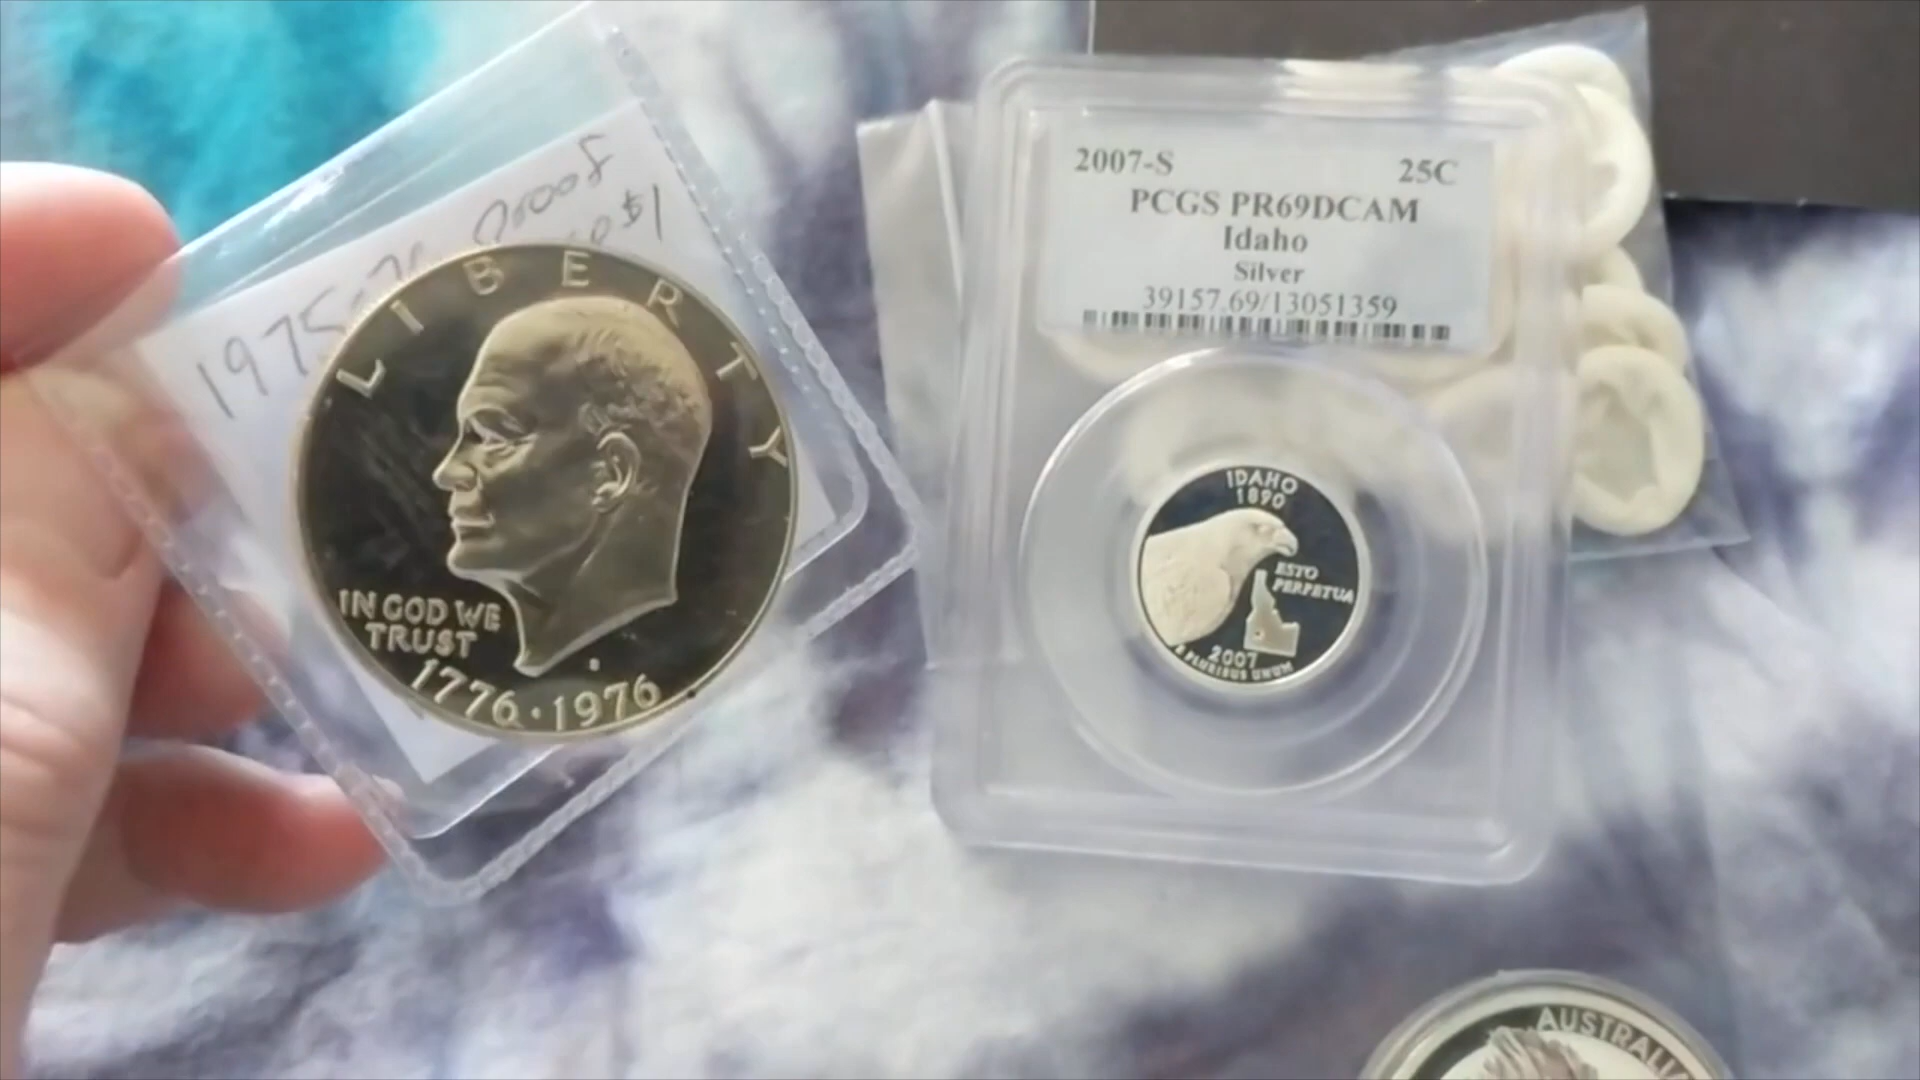 1975-76 Proof
$1
LIBERTY
IN GOD WE
TRUST
S
1776·1976
2007-S 25C
PCGS PR69DCAM
Idaho
Silver
39157.69/13051359
IDAHO
1890
ESTO
PERPETUA
2007
E PLURIBUS UNUM
AUSTRALIA